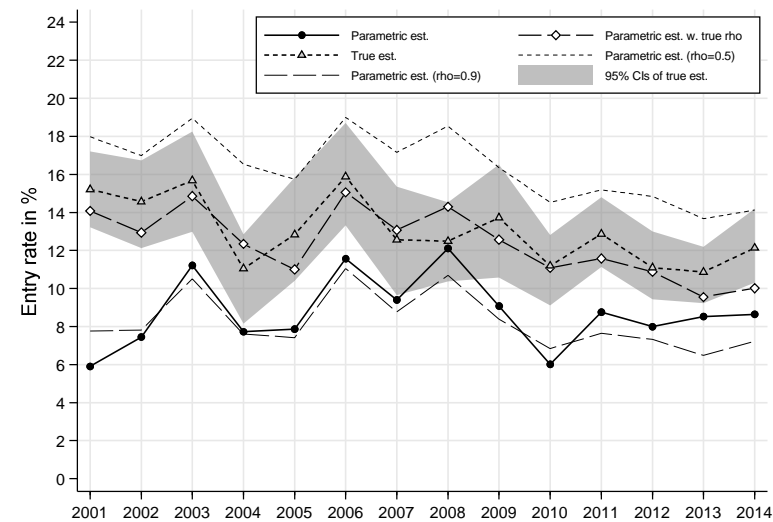 24
22
20
18
16
14
12
10
8
6
4
2
0
Entry rate in %
Parametric est.
Parametric est. w. true rho
True est.
Parametric est. (rho=0.5)
Parametric est. (rho=0.9)
95% CIs of true est.
2001 2002 2003 2004 2005 2006 2007 2008 2009 2010 2011 2012 2013 2014